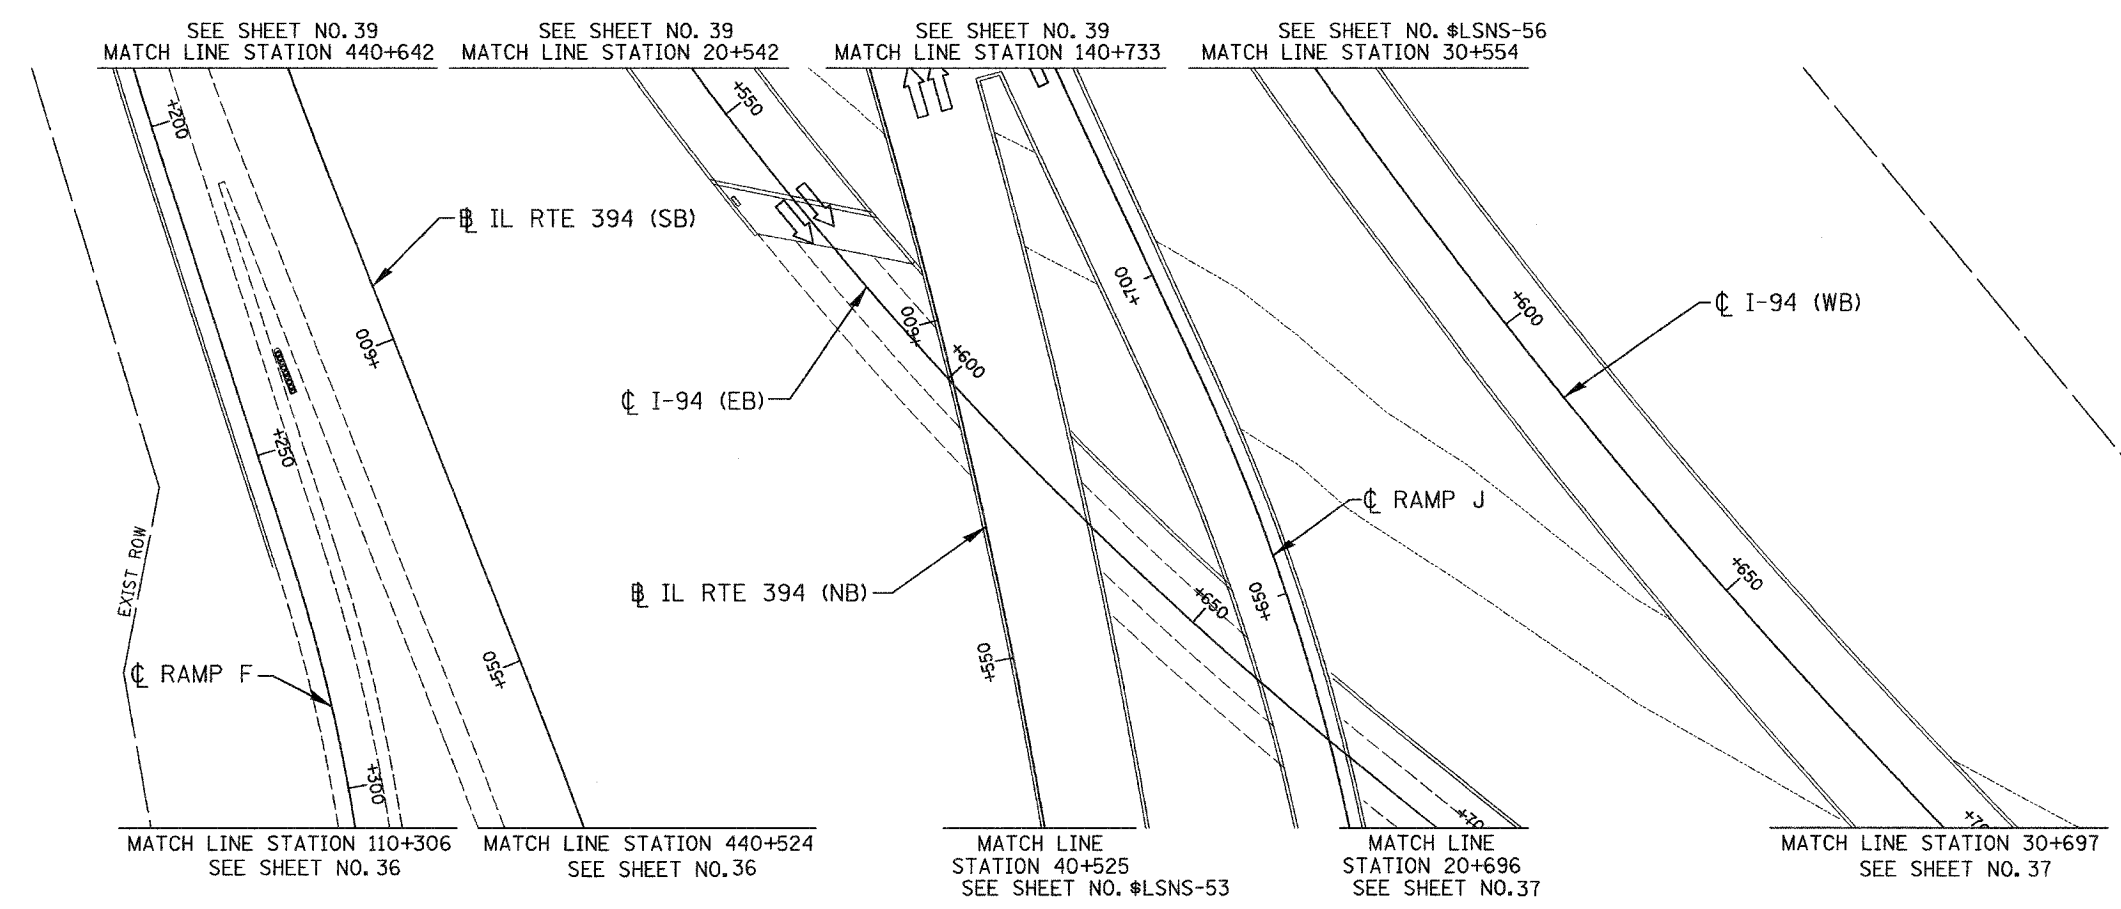 SEE SHEET NO. 39
MATCH LINE STATION 440+642
SEE SHEET NO. 39
MATCH LINE STATION 20+542
SEE SHEET NO. 39
MATCH LINE STATION 140+733
SEE SHEET NO. $LSNS-56
MATCH LINE STATION 30+554
+200
+550
℄ IL RTE 394 (SB)
+700
+600
℄ I-94 (WB)
+600
+600
+600
℄ I-94 (EB)
+250
℄ RAMP J
EXIST ROW
℄ IL RTE 394 (NB)
+650
+650
+650
+550
+550
℄ RAMP F
+300
MATCH LINE STATION 110+306
SEE SHEET NO. 36
MATCH LINE STATION 440+524
SEE SHEET NO. 36
MATCH LINE
STATION 40+525
SEE SHEET NO. $LSNS-53
MATCH LINE
STATION 20+696
SEE SHEET NO.37
MATCH LINE STATION 30+697
SEE SHEET NO. 37